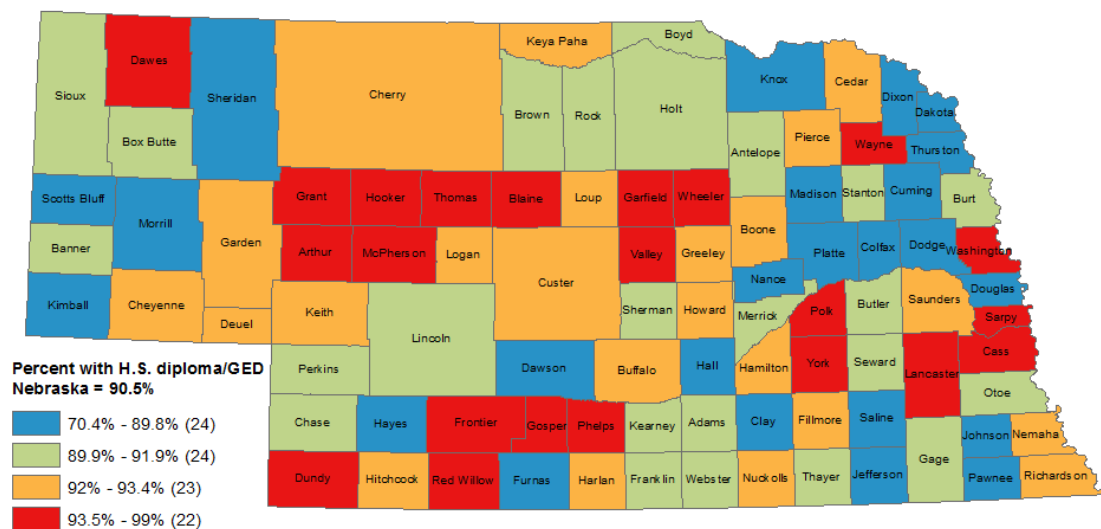 Boyd
Keya Paha
Dawes
Knox
Cedar
Sioux
Sheridan
Cherry
Dixon
Brown
Rock
Holt
Dakota
Box Butte
Pierce
Wayne
Antelope
Thurston
Scotts Bluff
Grant
Hooker
Thomas
Blaine
Loup
Garfield
Wheeler
Madison
Stanton
Cuming
Burt
Morrill
Banner
Garden
Arthur
McPherson
Logan
Valley
Greeley
Boone
Platte
Colfax
Dodge
Washington
Custer
Nance
Kimball
Cheyenne
Keith
Deuel
Lincoln
Sherman
Howard
Merrick
Polk
Butler
Saunders
Douglas
Sarpy
Perkins
Dawson
Buffalo
Hall
Hamilton
York
Seward
Lancaster
Cass
Otoe
Chase
Hayes
Frontier
Gosper
Phelps
Kearney
Adams
Clay
Fillmore
Saline
Johnson
Nemaha
Gage
Dundy
Hitchcock
Red Willow
Furnas
Harlan
Franklin
Webster
Nuckolls
Thayer
Jefferson
Pawnee
Richardson
Percent with H.S. diploma/GED
Nebraska = 90.5%
70.4% - 89.8% (24)
89.9% - 91.9% (24)
92% - 93.4% (23)
93.5% - 99% (22)